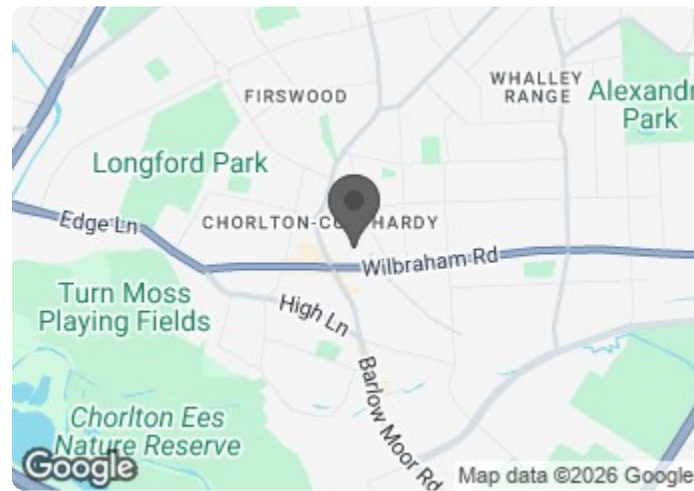 FIRSWOOD
WHALLEY
RANGE
Alexandr
Park
Longford Park
Edge Ln
CHORLTON-CU
HARDY
Wilbraham Rd
Turn Moss
Playing Fields
High Ln
Barlow Moor Rd
Chorlton Ees
Nature Reserve
Google
Map data ©2026 Google